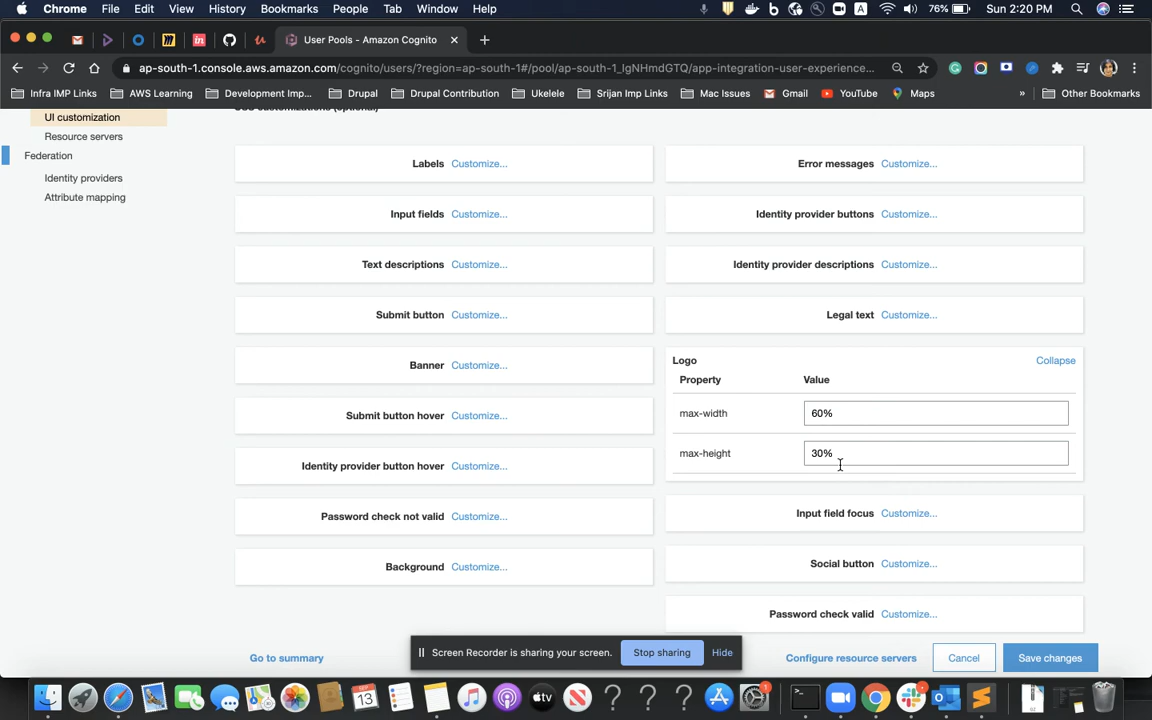 Chrome File Edit View History Bookmarks People Tab Window Help
A 76% Sun 2:20 PM
User Pools - Amazon Cognito
ap-south-1.console.aws.amazon.com/cognito/users/?region=ap-south-1#/pool/ap-south-1_lgNHmdGTQ/app-integration-user-experience...
Infra IMP Links AWS Learning Development Imp... Drupal Drupal Contribution Ukelele Srijan Imp Links Mac Issues Gmail YouTube Maps » Other Bookmarks
UI customization
Resource servers
Federation
Identity providers
Attribute mapping
CSS customizations (optional)
Labels Customize...
Error messages Customize...
Input fields Customize...
Identity provider buttons Customize...
Text descriptions Customize...
Identity provider descriptions Customize...
Submit button Customize...
Legal text Customize...
Banner Customize...
Logo Collapse
Property Value
max-width 60%
max-height 30%
Submit button hover Customize...
Identity provider button hover Customize...
Password check not valid Customize...
Input field focus Customize...
Background Customize...
Social button Customize...
Password check valid Customize...
Screen Recorder is sharing your screen. Stop sharing Hide
Go to summary
Configure resource servers Cancel Save changes